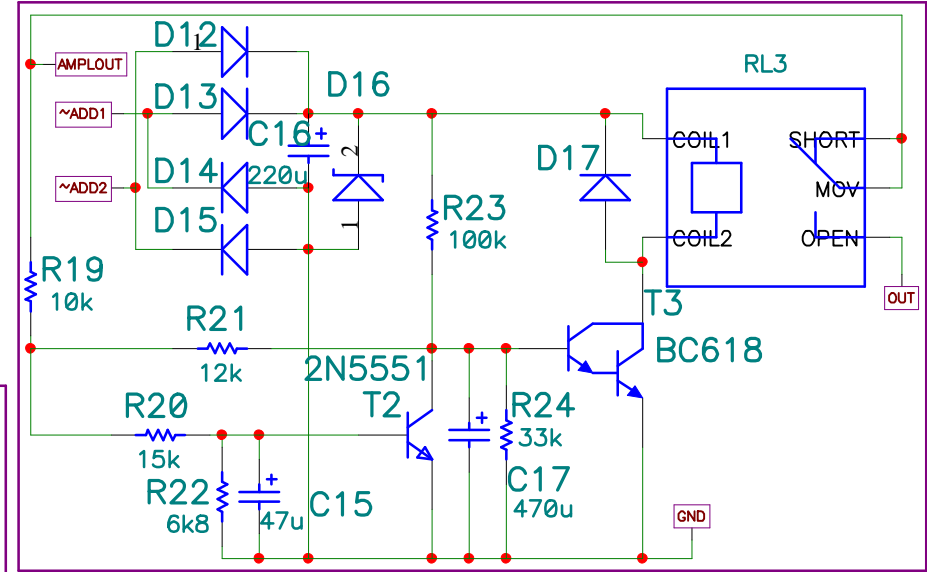 D12
1
AMPLOUT
RL3
D13
D16
~ADD1
C16 +
220u
2
D14
~ADD2
D15
1
D17
COIL1
SHORT
MOV
COIL2
OPEN
OUT
R23
100k
R19
10k
T3
BC618
R21
12k
2N5551
T2
R20
15k
+
R24
33k
R22
6k8
+
47u
C15
C17
470u
GND